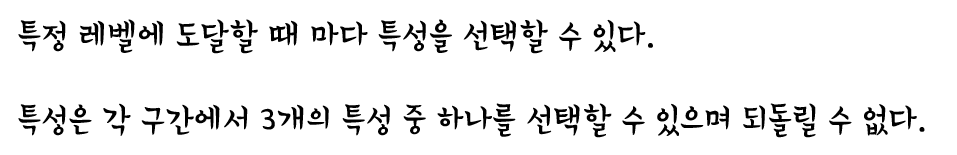 특정 레벨에 도달할 때 마다 특성을 선택할 수 있다.
특성은 각 구간에서 3개의 특성 중 하나를 선택할 수 있으며 되돌릴 수 없다.